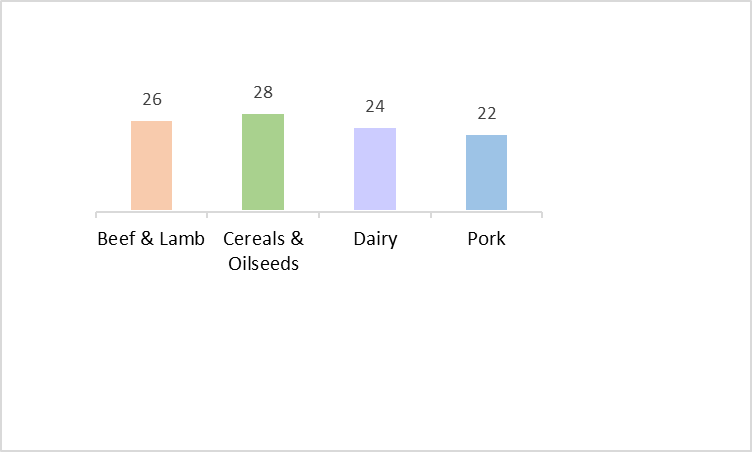 26
28
24
22
Beef & Lamb
Cereals &
Oilseeds
Dairy
Pork